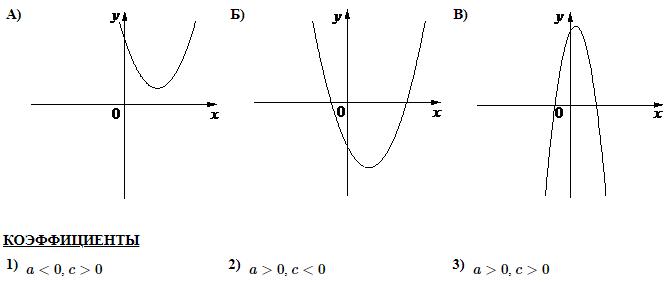 А) y Б) y В) y
0 x 0 x 0 x
КОЭФФИЦИЕНТЫ
1) a < 0, c > 0 2) a > 0, c < 0 3) a > 0, c > 0